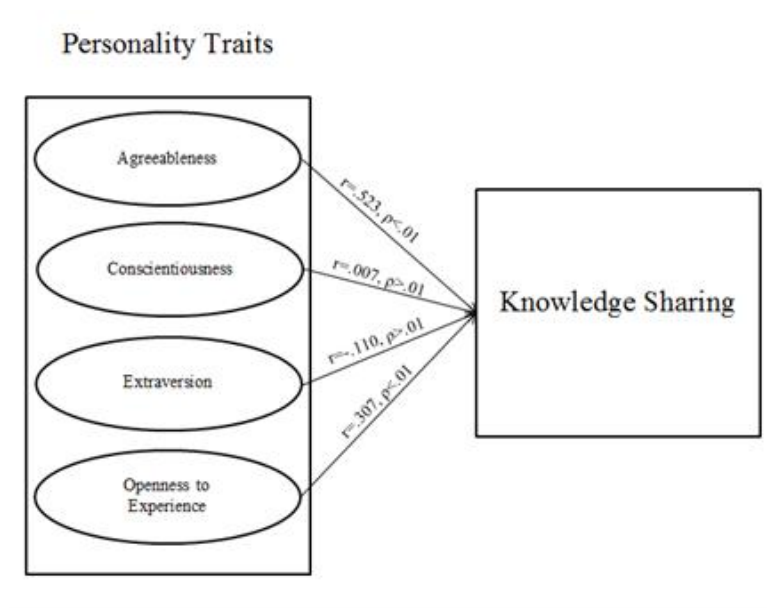 Personality Traits
Agreeableness
r=.523, ρ<.01
Conscientiousness
r=.007, ρ>.01
Knowledge Sharing
r=-.110, ρ>.01
Extraversion
r=.307, ρ<.01
Openness to
Experience